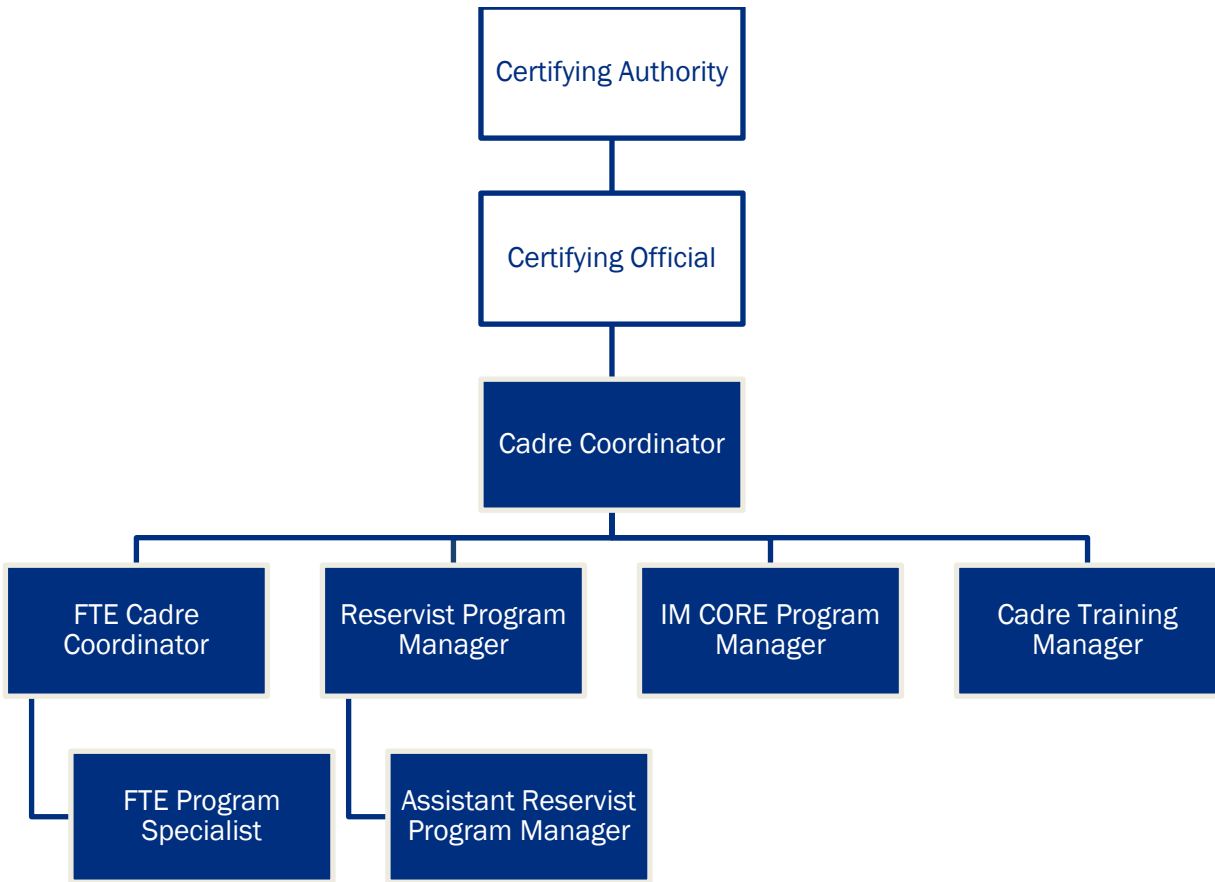 Certifying Authority
Certifying Official
Cadre Coordinator
FTE Cadre
Coordinator
Reservist Program
Manager
IM CORE Program
Manager
Cadre Training
Manager
FTE Program
Specialist
Assistant Reservist
Program Manager